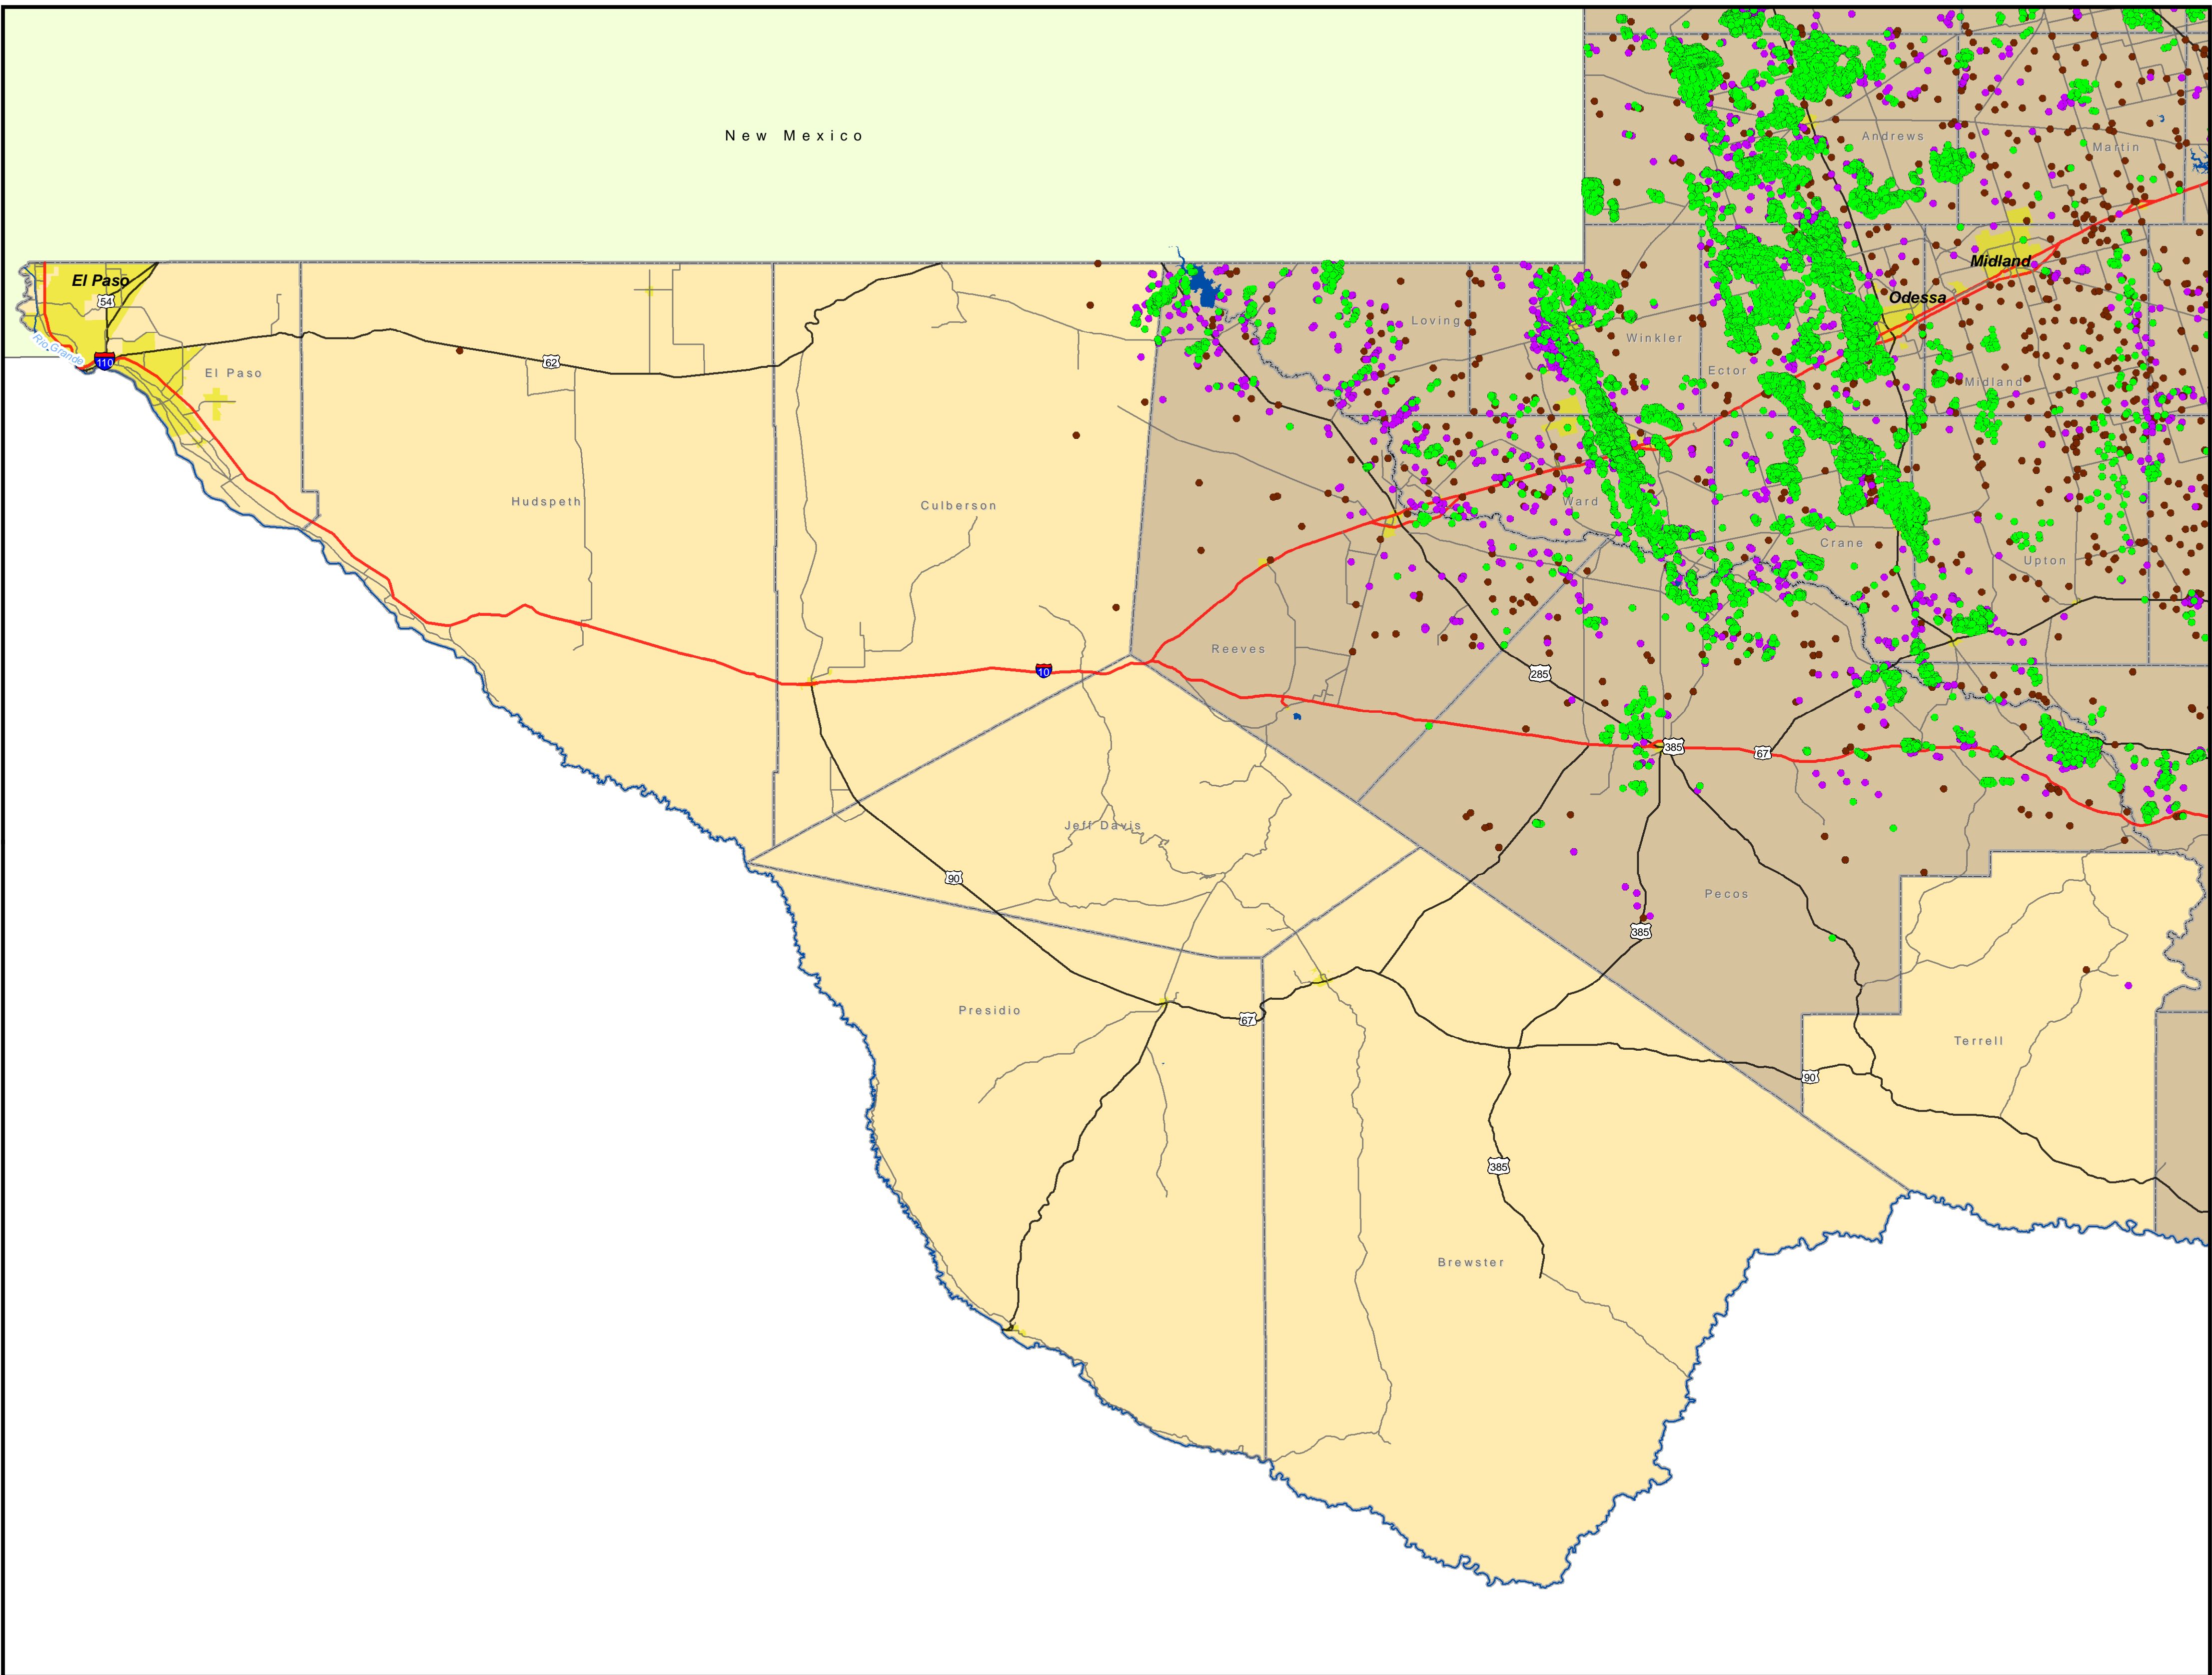 New Mexico
Andrews
Martin
El Paso
54
Midland
Odessa
Loving
Winkler
Rio Grande
110
62
El Paso
Ector
Midland
Hudspeth
Culberson
Ward
Crane
Upton
Reeves
10
285
385
67
Jeff Davis
90
Pecos
385
Presidio
67
Terrell
90
385
Brewster